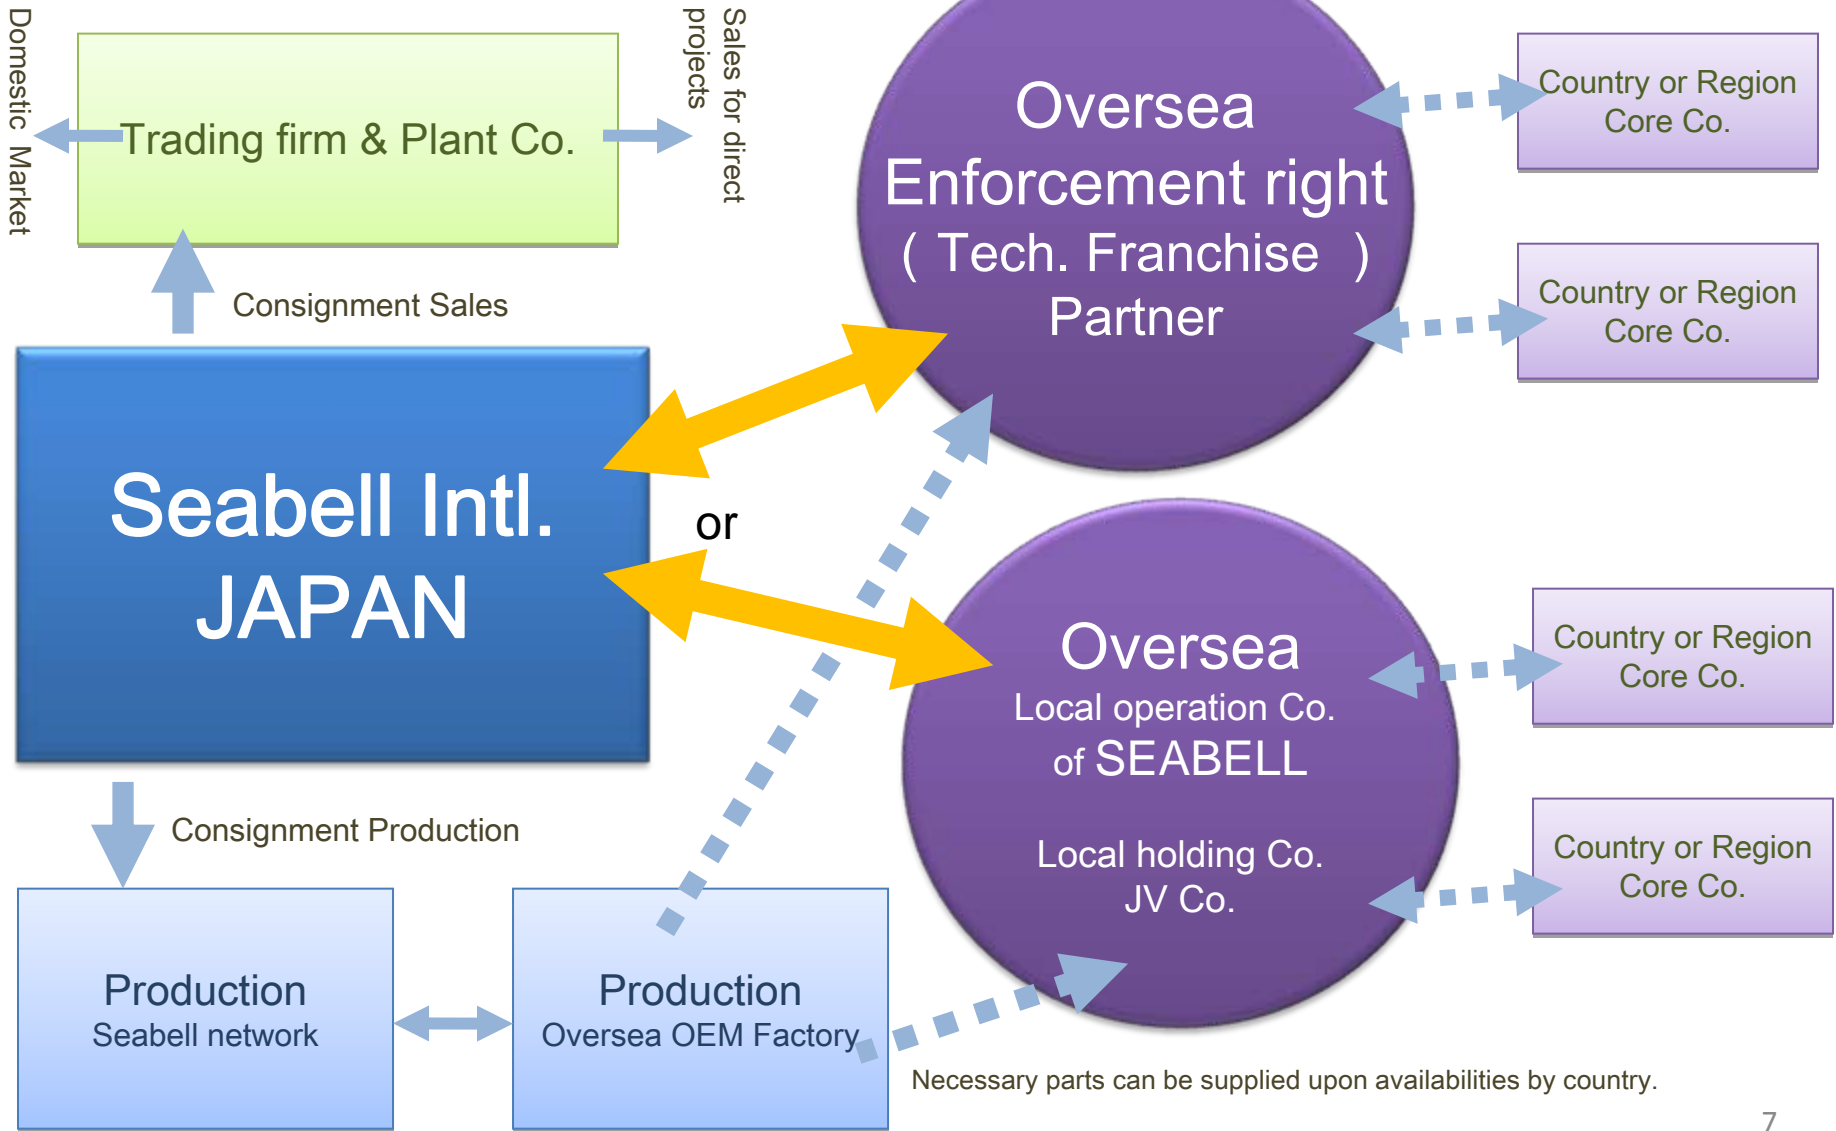 Domestic Market
Trading firm & Plant Co.
Sales for direct
projects
Consignment Sales
Seabell Intl.
JAPAN
Consignment Production
Production
Seabell network
Production
Oversea OEM Factory
or
Oversea
Enforcement right
( Tech. Franchise )
Partner
Country or Region
Core Co.
Country or Region
Core Co.
Oversea
Local operation Co.
of SEABELL
Local holding Co.
JV Co.
Country or Region
Core Co.
Country or Region
Core Co.
Necessary parts can be supplied upon availabilities by country.
7